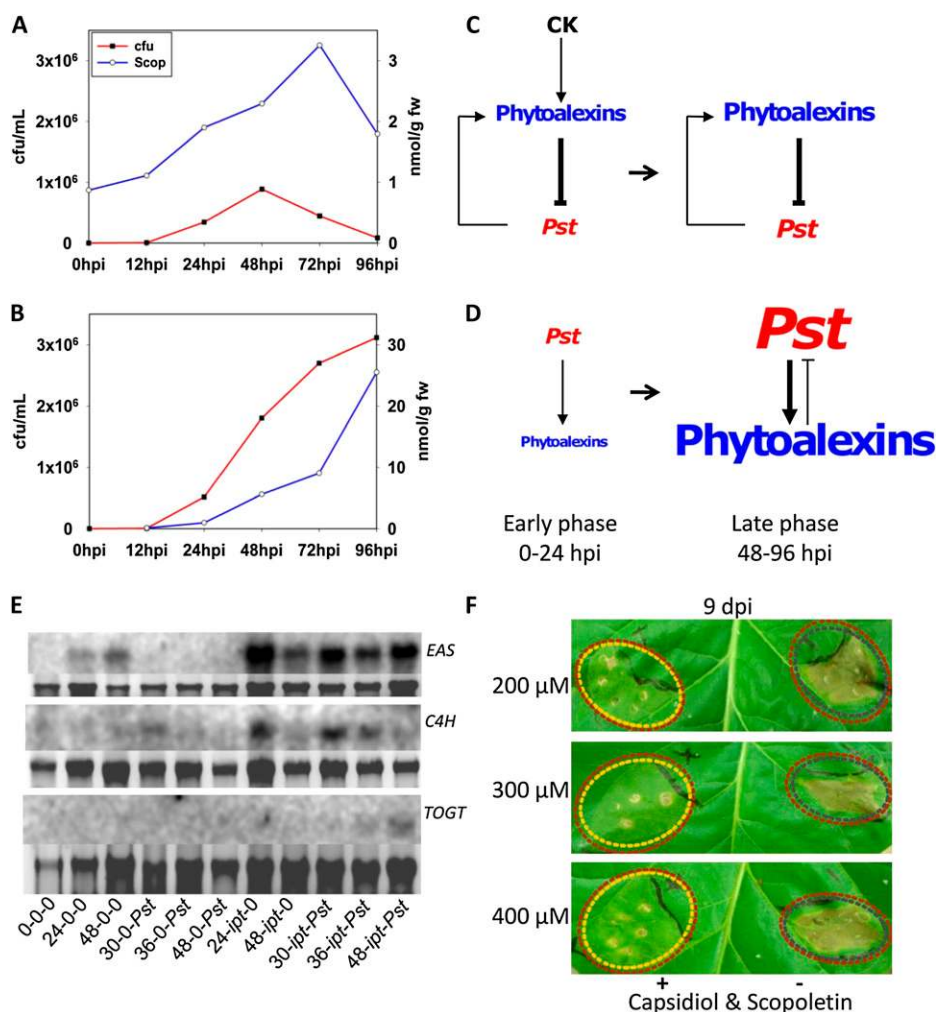 A
cfu
Scop
3x10⁶
2x10⁶
1x10⁶
0
cfu/mL
3
2
1
0
nmol/g fw
0hpi 12hpi 24hpi 48hpi 72hpi 96hpi
B
3x10⁶
2x10⁶
1x10⁶
0
cfu/mL
30
20
10
0
nmol/g fw
0hpi 12hpi 24hpi 48hpi 72hpi 96hpi
C
CK
Phytoalexins
Pst
Phytoalexins
Pst
D
Pst
Phytoalexins
Pst
Phytoalexins
Early phase
0-24 hpi
Late phase
48-96 hpi
E
EAS
C4H
TOGT
0-0-0
24-0-0
48-0-0
30-0-Pst
36-0-Pst
48-0-Pst
24-ipt-0
48-ipt-0
30-ipt-Pst
36-ipt-Pst
48-ipt-Pst
F
9 dpi
200 µM
300 µM
400 µM
+ -
Capsidiol & Scopoletin